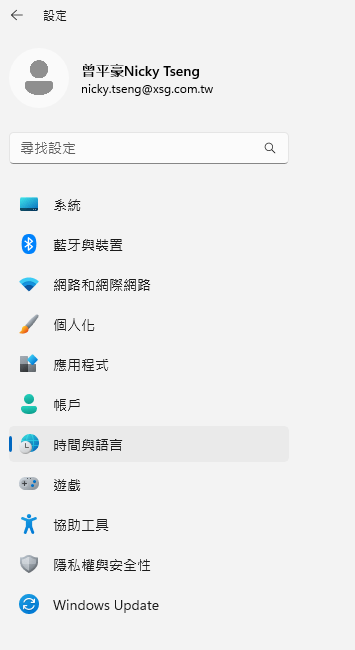 設定
曾平豪Nicky Tseng
nicky.tseng@xsg.com.tw
尋找設定
系統
藍牙與裝置
網路和網際網路
個人化
應用程式
帳戶
時間與語言
遊戲
協助工具
隱私權與安全性
Windows Update